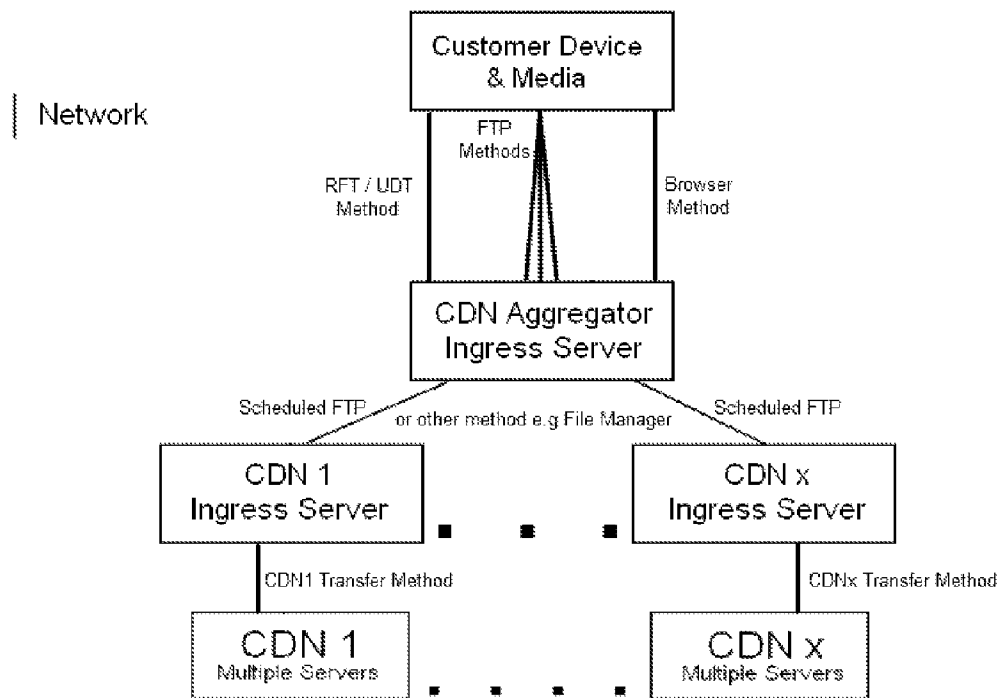 Customer Device
& Media
Network
FTP
Methods
RFT / UDT
Method
Browser
Method
CDN Aggregator
Ingress Server
Scheduled FTP
or other method e.g File Manager
Scheduled FTP
CDN 1
Ingress Server
CDN x
Ingress Server
CDN1 Transfer Method
CDNx Transfer Method
CDN 1
Multiple Servers
CDN x
Multiple Servers